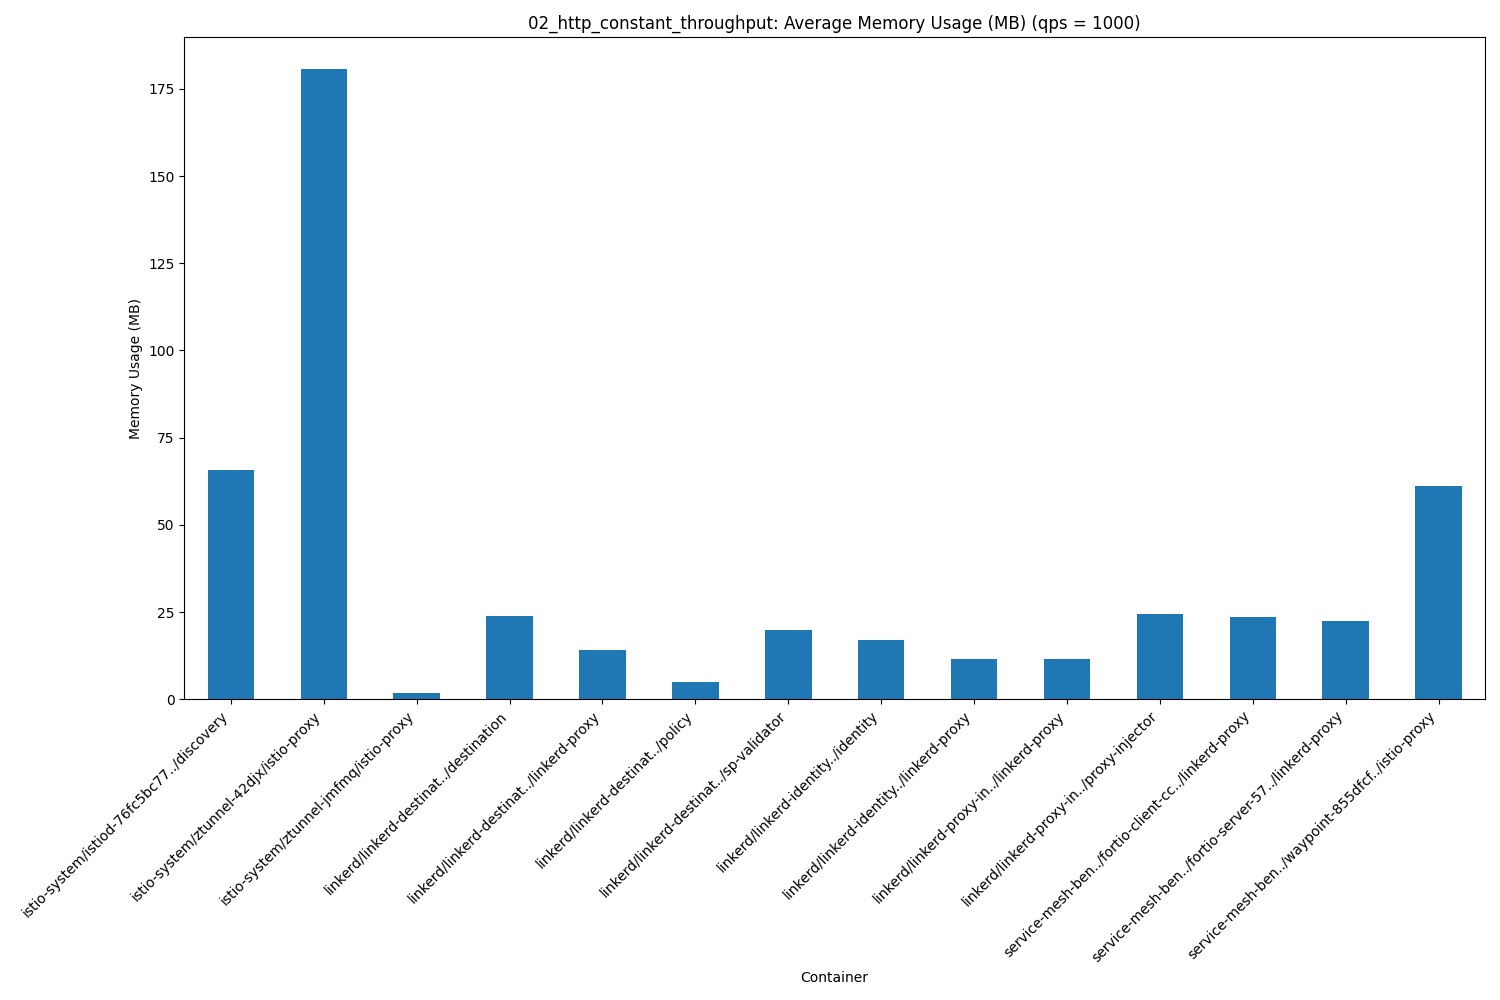 02_http_constant_throughput: Average Memory Usage (MB) (qps = 1000)
Memory Usage (MB)
175
150
125
100
75
50
25
0
istio-system/istiod-76fc5bc77../discovery
istio-system/ztunnel-42djx/istio-proxy
istio-system/ztunnel-jmfmq/istio-proxy
linkerd/linkerd-destinat../destination
linkerd/linkerd-destinat../linkerd-proxy
linkerd/linkerd-destinat../policy
linkerd/linkerd-destinat../sp-validator
linkerd/linkerd-identity../identity
linkerd/linkerd-identity../linkerd-proxy
linkerd/linkerd-proxy-in../linkerd-proxy
linkerd/linkerd-proxy-in../proxy-injector
service-mesh-ben../fortio-client-cc../linkerd-proxy
service-mesh-ben../fortio-server-57../linkerd-proxy
service-mesh-ben../waypoint-855dfcf../istio-proxy
Container